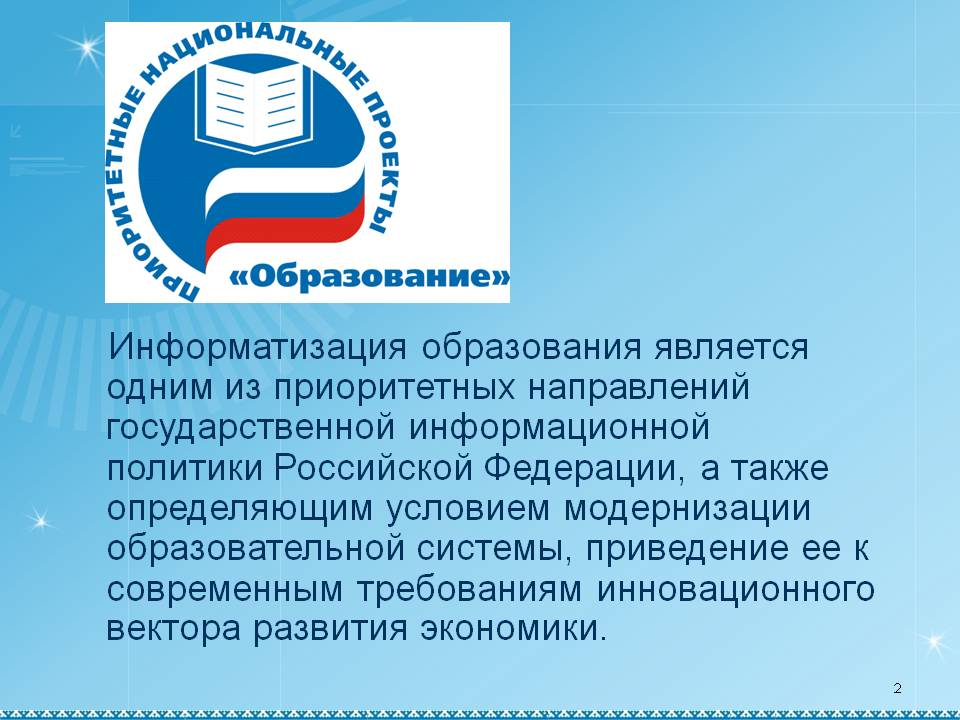 ПРИОРИТЕТНЫЕ НАЦИОНАЛЬНЫЕ ПРОЕКТЫ
«Образование»
Информатизация образования является
одним из приоритетных направлений
государственной информационной
политики Российской Федерации, а также
определяющим условием модернизации
образовательной системы, приведение ее к
современным требованиям инновационного
вектора развития экономики.
2